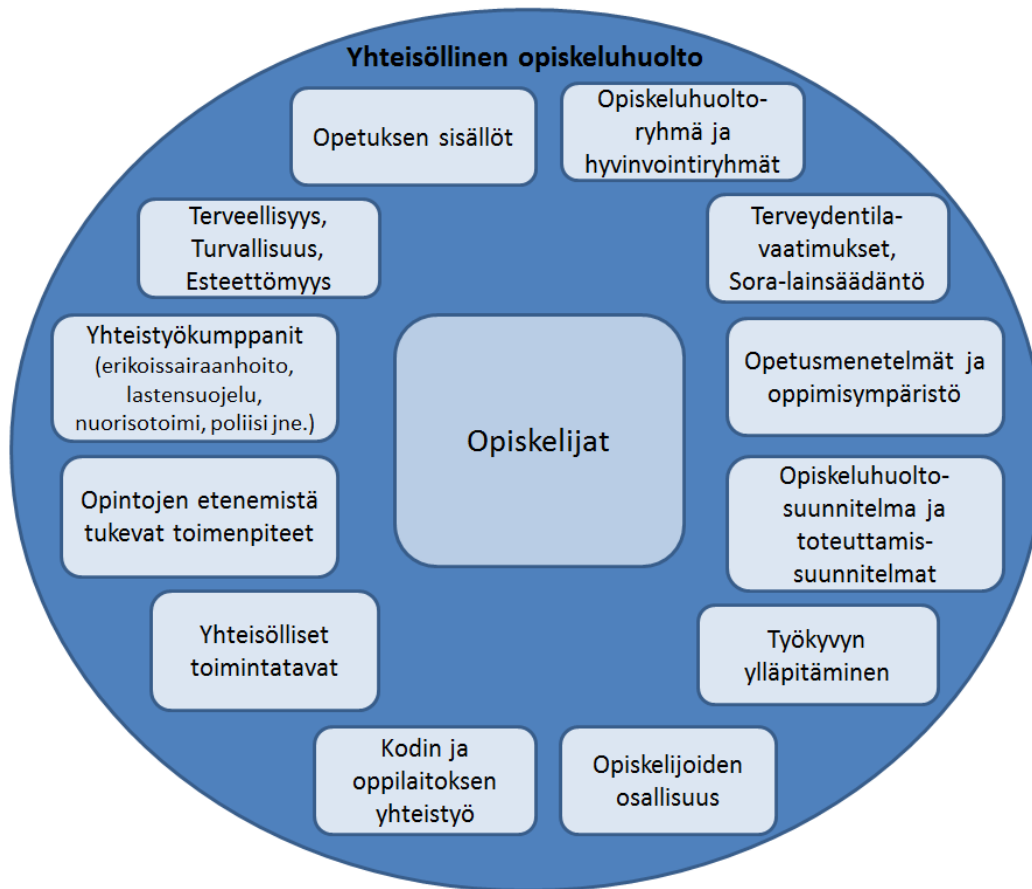 Yhteisöllinen opiskeluhuolto
Opetuksen sisällöt
Opiskeluhuolto-
ryhmä ja
hyvinvointiryhmät
Terveellisyys,
Turvallisuus,
Esteettömyys
Terveydentila-
vaatimukset,
Sora-lainsäädäntö
Yhteistyökumppanit
(erikoissairaanhoito,
lastensuojelu,
nuorisotoimi, poliisi jne.)
Opiskelijat
Opetusmenetelmät ja
oppimisympäristö
Opintojen etenemistä
tukevat toimenpiteet
Opiskeluhuolto-
suunnitelma ja
toteuttamis-
suunnitelmat
Yhteisölliset
toimintatavat
Työkyvyn
ylläpitäminen
Kodin ja
oppilaitoksen
yhteistyö
Opiskelijoiden
osallisuus